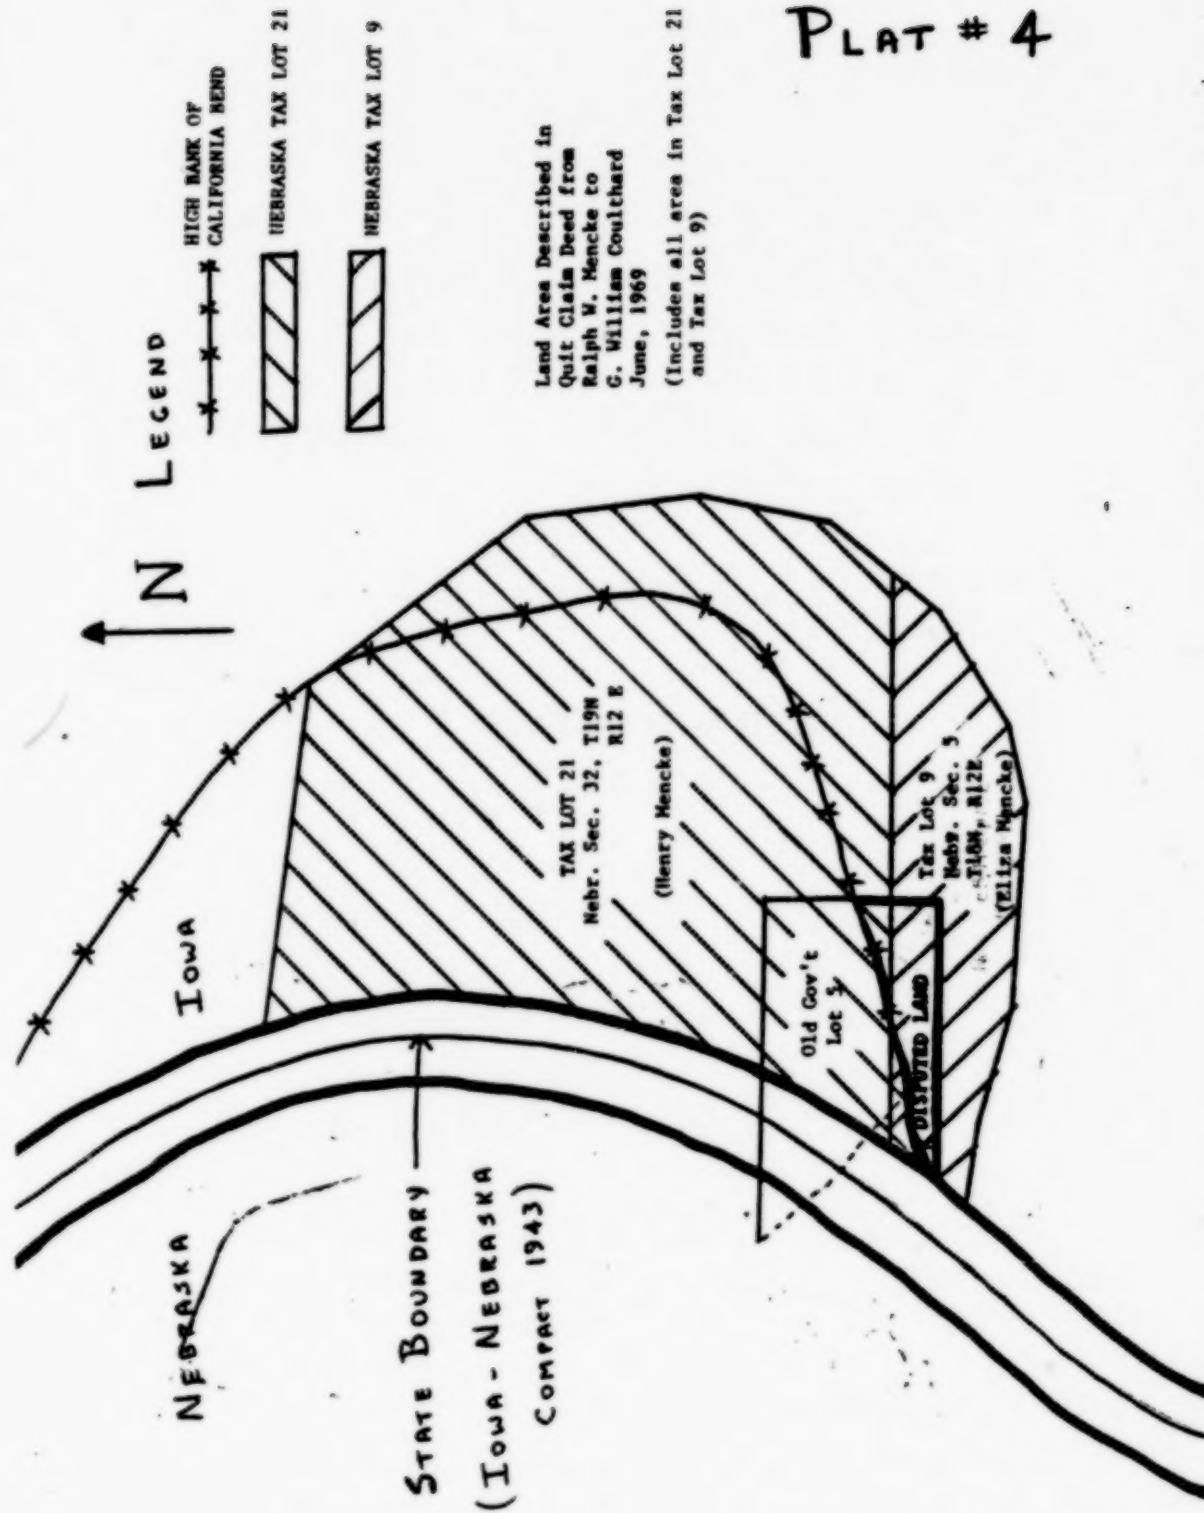 PLAT # 4
N
LEGEND
HIGH BANK OF
CALIFORNIA BEND
NEBRASKA TAX LOT 21
NEBRASKA TAX LOT 9
Land Area Described in
Quit Claim Deed from
Ralph W. Mencke to
G. William Coulthard
June, 1969
(Includes all area in Tax Lot 21
and Tax Lot 9)
IOWA
NEBRASKA
STATE BOUNDARY
(IOWA - NEBRASKA
COMPACT 1943)
TAX LOT 21
Nebr. Sec. 32, T19N
R12 E
(Henry Mencke)
Old Gov't
Lot 5
DISPUTED LAND
Tax Lot 9
Nebr. Sec. 5
T18N, R12E
(Eliza Mencke)